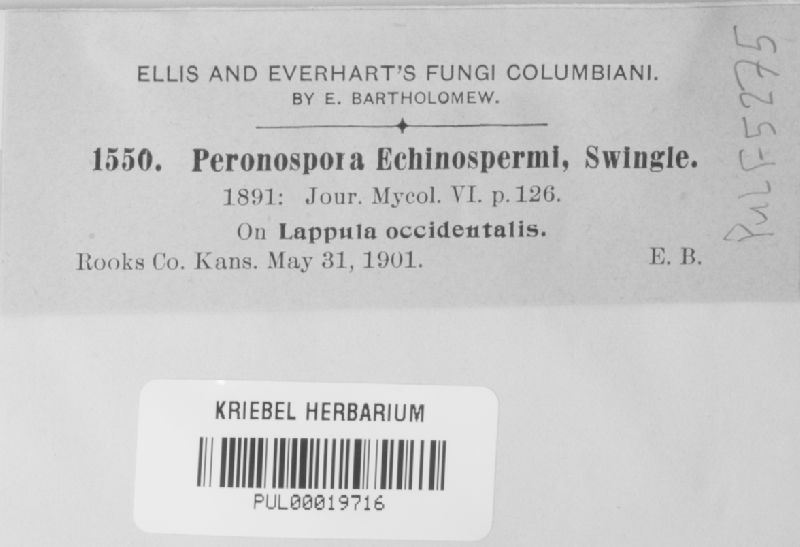 ELLIS AND EVERHART'S FUNGI COLUMBIANI.
BY E. BARTHOLOMEW.
1550. Peronospora Echinospermi, Swingle.
1891: Jour. Mycol. VI. p. 126.
On Lappula occidentalis.
Rooks Co. Kans. May 31, 1901. E. B.
PUL F5275
KRIEBEL HERBARIUM
PUL00019716